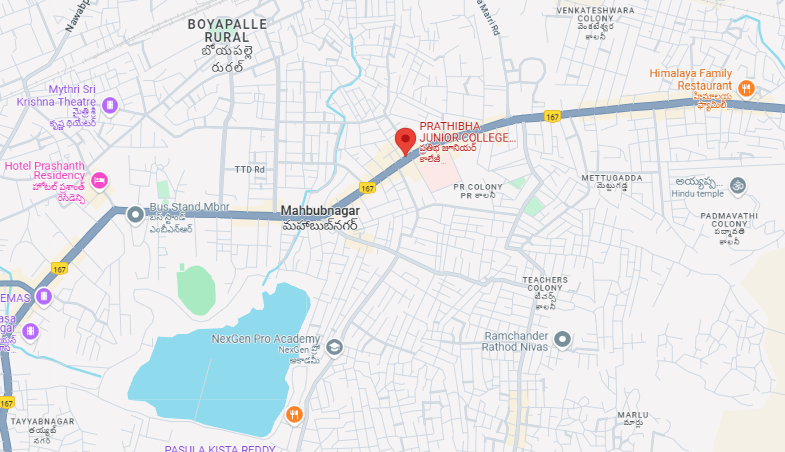 Nawabp
BOYAPALLE
RURAL
బోయపల్లె
రురల్
a Marri Rd
VENKATESHWARA
COLONY
వెంకటేశ్వర
కాలనీ
Himalaya Family
Restaurant
హిమాలయ
ఫ్యామిలీ
Mythri Sri
Krishna Theatre
మైత్రి శ్రీ
కృష్ణ థియేటర్
167
PRATHIBHA
JUNIOR COLLEGE...
ప్రతిభ జూనియర్
కాలేజీ
Hotel Prashanth
Residency
హోటల్ ప్రశాంత్
రెసిడెన్సి
TTD Rd
167
PR COLONY
PR కాలనీ
METTUGADDA
మెట్టుగడ్డ
అయ్యప్ప
Hindu temple
Bus Stand Mbnr
బస్ స్టాండ్
ఎంబీఎన్ఆర్
Mahbubnagar
మహాబుబ్‌నగర్
PADMAVATHI
COLONY
పద్మావతి
కాలనీ
167
TEACHERS
COLONY
టీచర్స్
కాలనీ
EMAS
asa
gar
NexGen Pro Academy
NexGen ప్రో
అకాడమీ
Ramchander
Rathod Nivas
167
TAYYABNAGAR
తయ్యబ్
నగర్
MARLU
మార్లు
PASULA KISTA REDDY